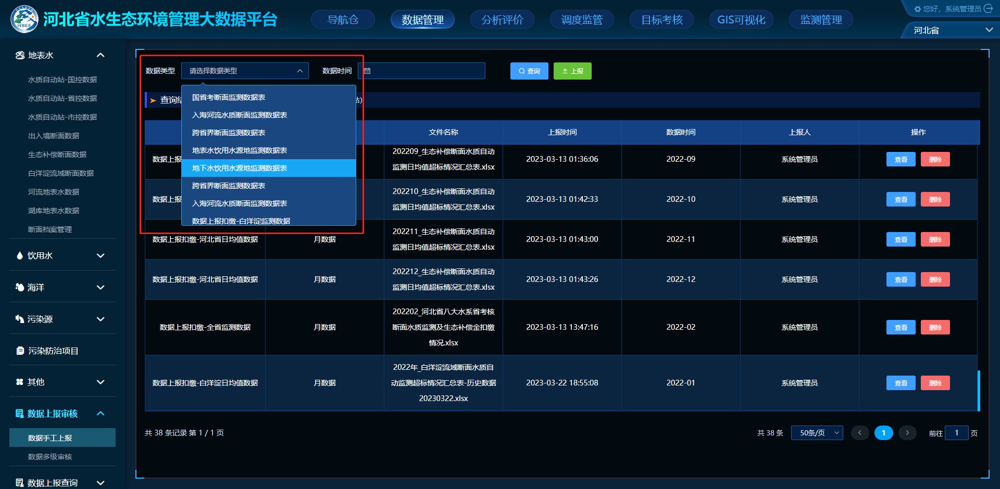 HBEE
河北省水生态环境管理大数据平台
导航仓
数据管理
分析评价
调度监管
目标考核
GIS可视化
监测管理
您好，系统管理员
河北省
地表水
水质自动站-国控数据
水质自动站-省控数据
水质自动站-市控数据
出入境断面数据
生态补偿断面数据
白洋淀流域断面数据
河流地表水数据
湖库地表水数据
断面档案管理
饮用水
海洋
污染源
污染防治项目
其他
数据上报审核
数据手工上报
数据多级审核
数据上报查询
数据类型
请选择数据类型
数据时间
查询
上报
国省考断面监测数据表
入海河流水质断面监测数据表
跨省界断面监测数据表
地表水饮用水源地监测数据表
地下水饮用水源地监测数据表
跨省界断面监测数据表
入海河流水质断面监测数据表
数据上报扣缴-白洋淀监测数据
查询
站)
文件名称
上报时间
数据时间
上报人
操作
数据上报
202209_生态补偿断面水质自动
监测日均值超标情况汇总表.xlsx
2023-03-13 01:36:06
2022-09
系统管理员
查看
删除
数据上报
202210_生态补偿断面水质自动
监测日均值超标情况汇总表.xlsx
2023-03-13 01:42:33
2022-10
系统管理员
查看
删除
数据上报扣缴-河北省日均值数据
月数据
202211_生态补偿断面水质自动
监测日均值超标情况汇总表.xlsx
2023-03-13 01:43:00
2022-11
系统管理员
查看
删除
数据上报扣缴-河北省日均值数据
月数据
202212_生态补偿断面水质自动
监测日均值超标情况汇总表.xlsx
2023-03-13 01:43:26
2022-12
系统管理员
查看
删除
数据上报扣缴-全省监测数据
月数据
202202_河北省八大水系省考核
断面水质监测及生态补偿金扣缴
情况.xlsx
2023-03-13 13:47:16
2022-02
系统管理员
查看
删除
数据上报扣缴-白洋淀日均值数据
月数据
2022年_白洋淀流域断面水质自
动监测超标情况汇总表-历史数据
20230322.xlsx
2023-03-22 18:55:08
2022-01
系统管理员
查看
删除
共 38 条记录 第 1 / 1 页
共 38 条
50条/页
1
前往
1
页